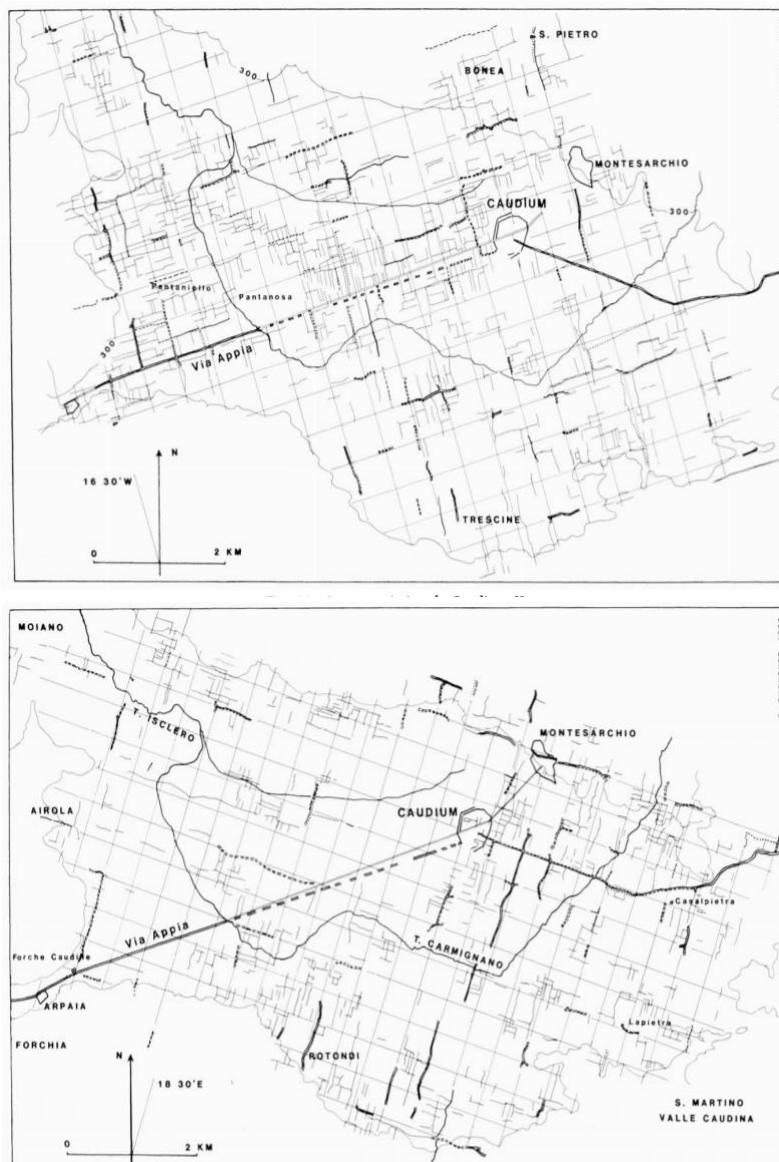 S. PIETRO
BONEA
300
MONTESARCHIO
CAUDIUM
300
Pantanosa
300
Via Appia
N
16 30'W
0 2 KM
TRESCINE
MOIANO
T. ISCLERO
MONTESARCHIO
AIROLA
CAUDIUM
Casalpietra
Via Appia
Forche Caudine
T. CARMIGNANO
ARPAIA
Lapietra
FORCHIA
ROTONDI
N
18 30'E
S. MARTINO
VALLE CAUDINA
0 2 KM